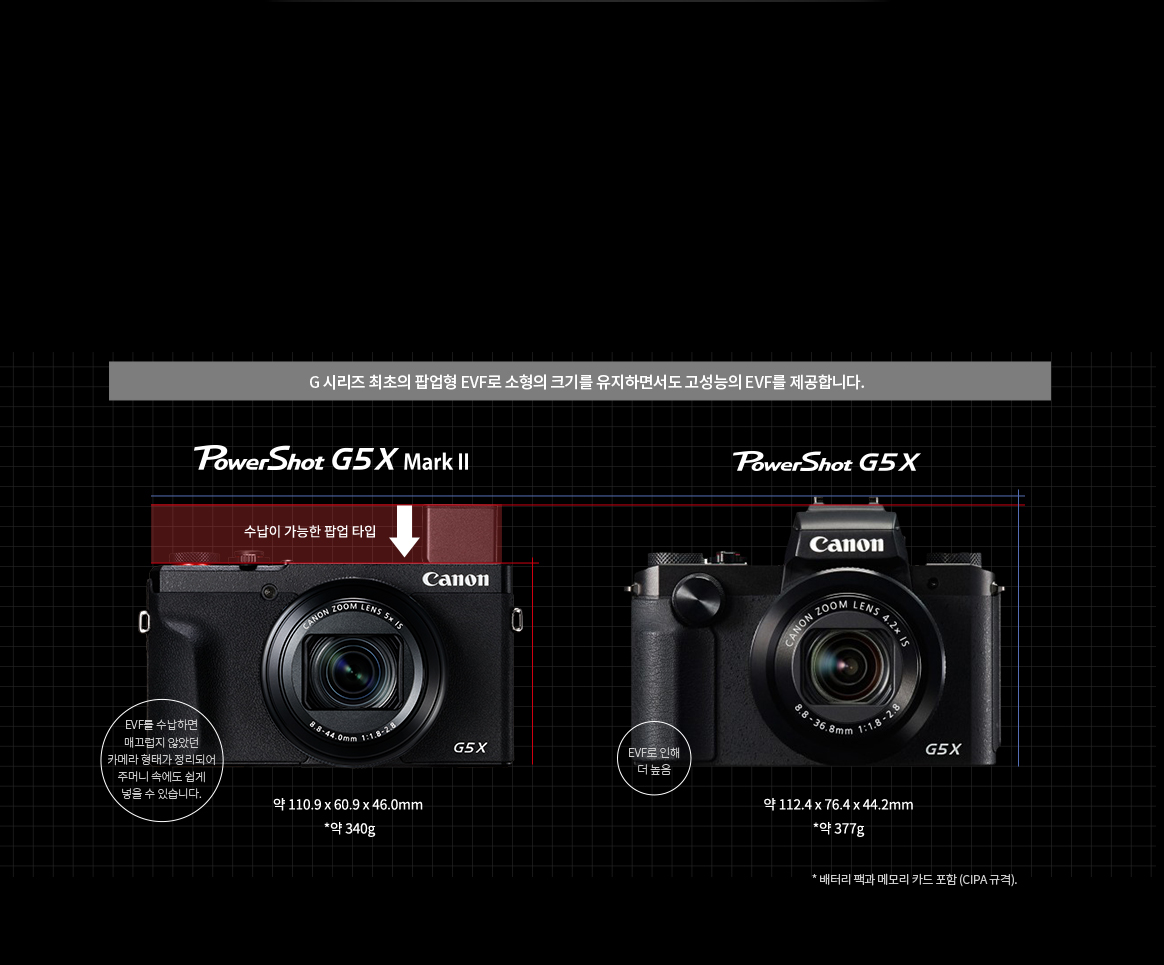 G 시리즈 최초의 팝업형 EVF로 소형의 크기를 유지하면서도 고성능의 EVF를 제공합니다.
PowerShot G5 X Mark II
PowerShot G5 X
수납이 가능한 팝업 타입
Canon
CANON ZOOM LENS 5x IS
8.8-44.0mm 1:1.8-2.8
G5 X
Canon
CANON ZOOM LENS 4.2x IS
8.8-36.8mm 1:1.8-2.8
G5 X
EVF를 수납하면
매끄럽지 않았던
카메라 형태가 정리되어
주머니 속에도 쉽게
넣을 수 있습니다.
EVF로 인해
더 높음
약 110.9 x 60.9 x 46.0mm
*약 340g
약 112.4 x 76.4 x 44.2mm
*약 377g
* 배터리 팩과 메모리 카드 포함 (CIPA 규격).